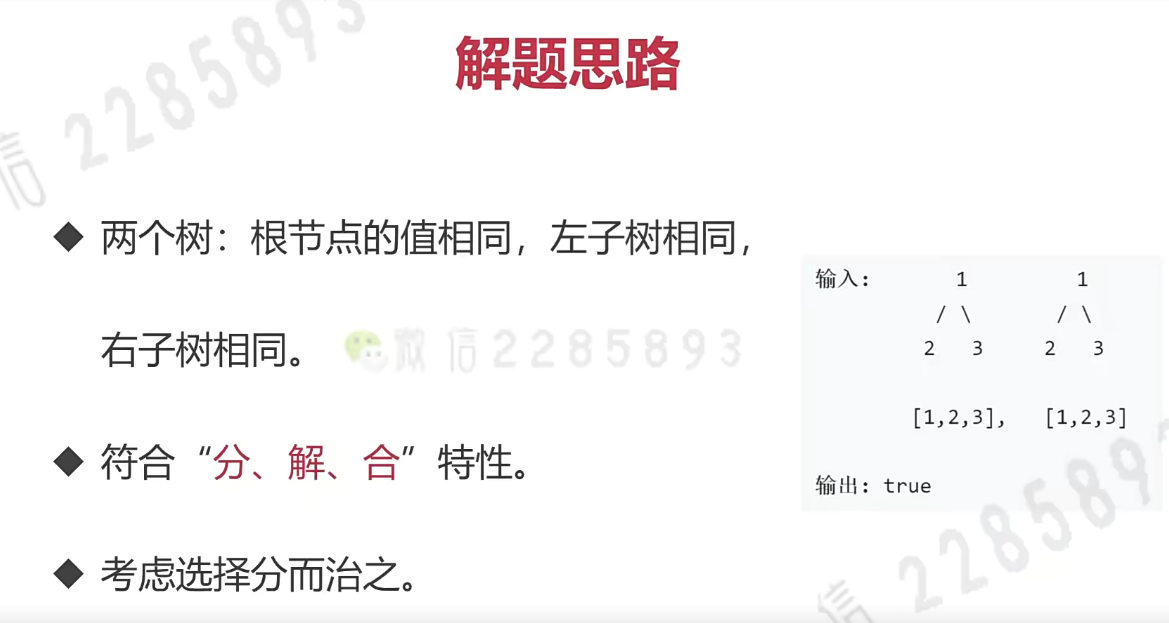 解题思路
信 2285893
◆ 两个树：根节点的值相同，左子树相同，
右子树相同。
微信2285893
◆ 符合“分、解、合”特性。
◆ 考虑选择分而治之。
输入: 1 1
/ \ / \
2 3 2 3
[1,2,3], [1,2,3]
输出: true
信 2285893